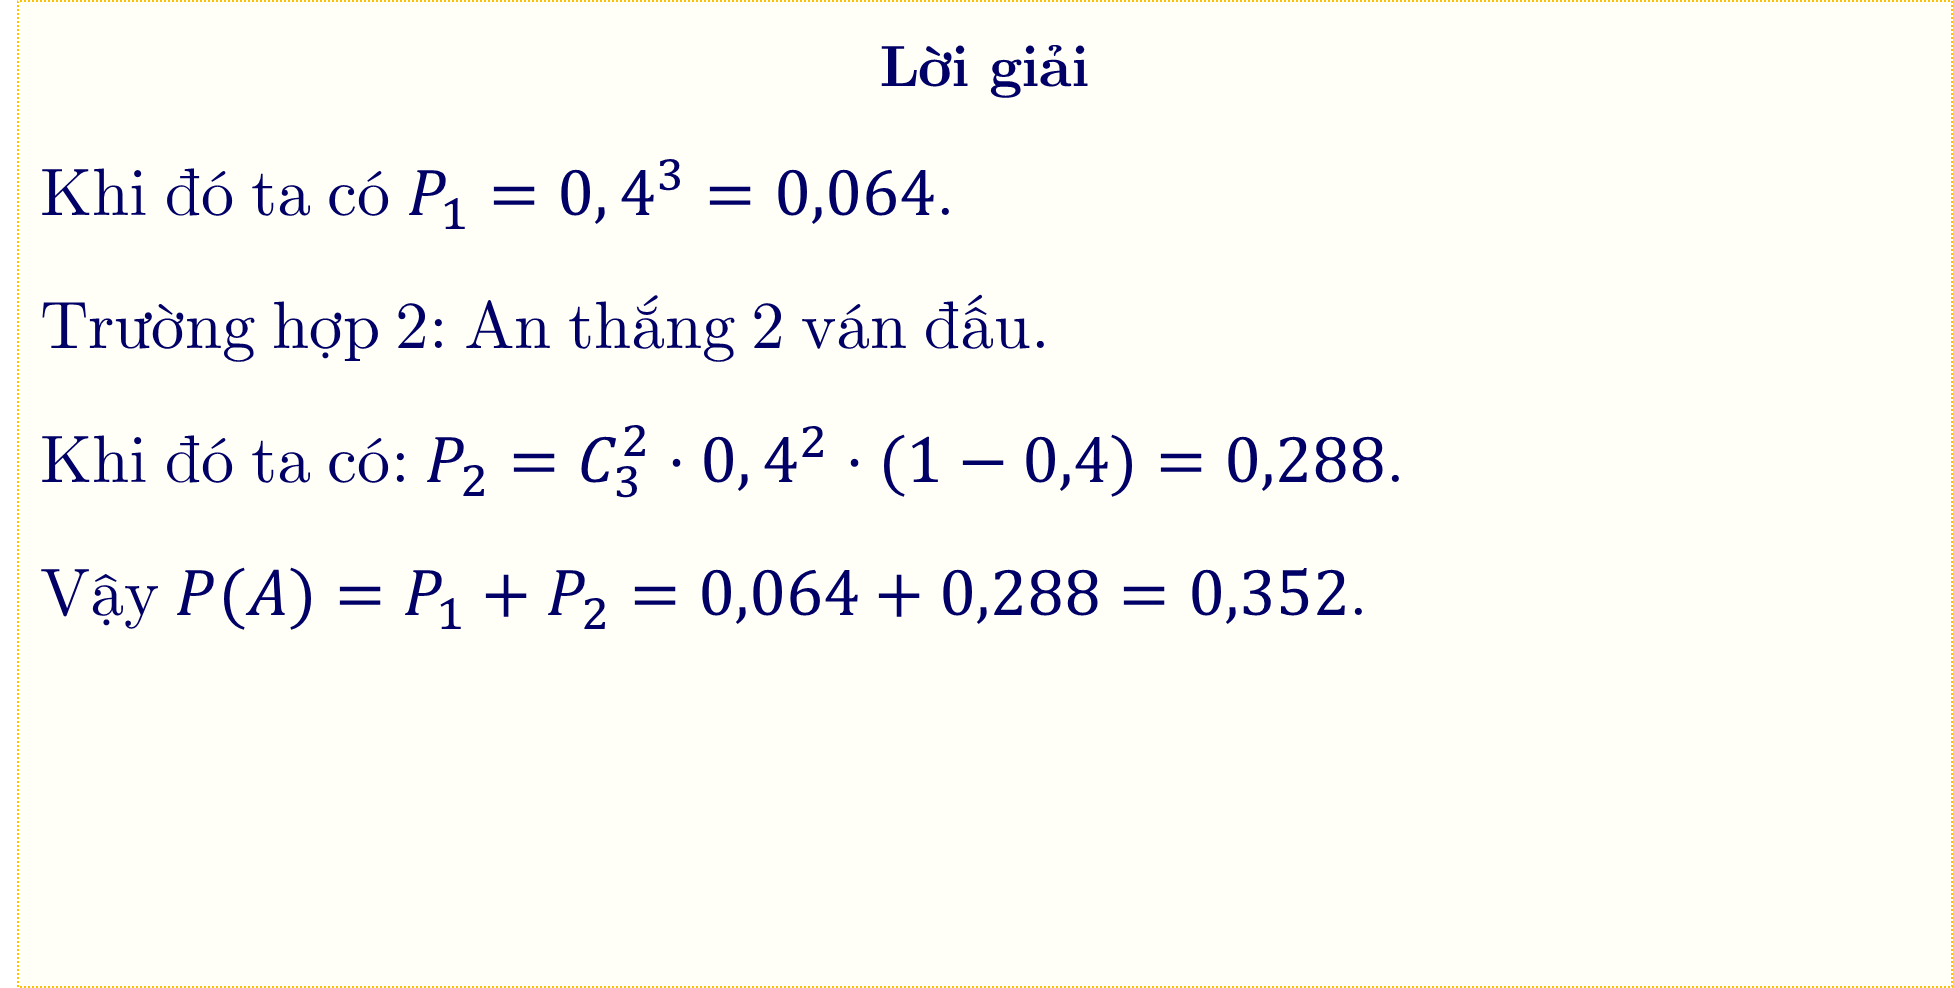 Lời giải
Khi đó ta có P₁ = 0, 4³ = 0,064.
Trường hợp 2: An thắng 2 ván đấu.
Khi đó ta có: P₂ = C₃² · 0, 4² · (1 − 0,4) = 0,288.
Vậy P(A) = P₁ + P₂ = 0,064 + 0,288 = 0,352.